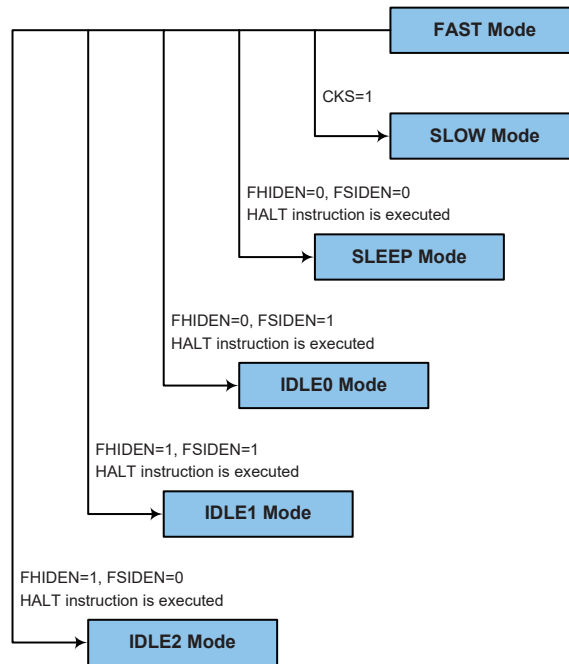 FAST Mode
CKS=1
SLOW Mode
FHIDEN=0, FSIDEN=0
HALT instruction is executed
SLEEP Mode
FHIDEN=0, FSIDEN=1
HALT instruction is executed
IDLE0 Mode
FHIDEN=1, FSIDEN=1
HALT instruction is executed
IDLE1 Mode
FHIDEN=1, FSIDEN=0
HALT instruction is executed
IDLE2 Mode